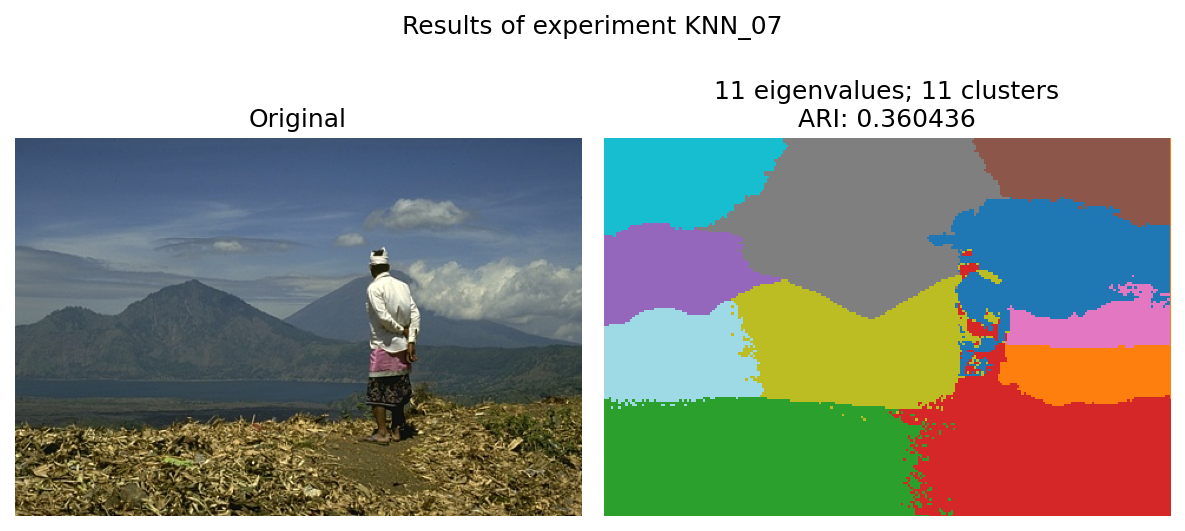 Results of experiment KNN_07
Original
11 eigenvalues; 11 clusters
ARI: 0.360436